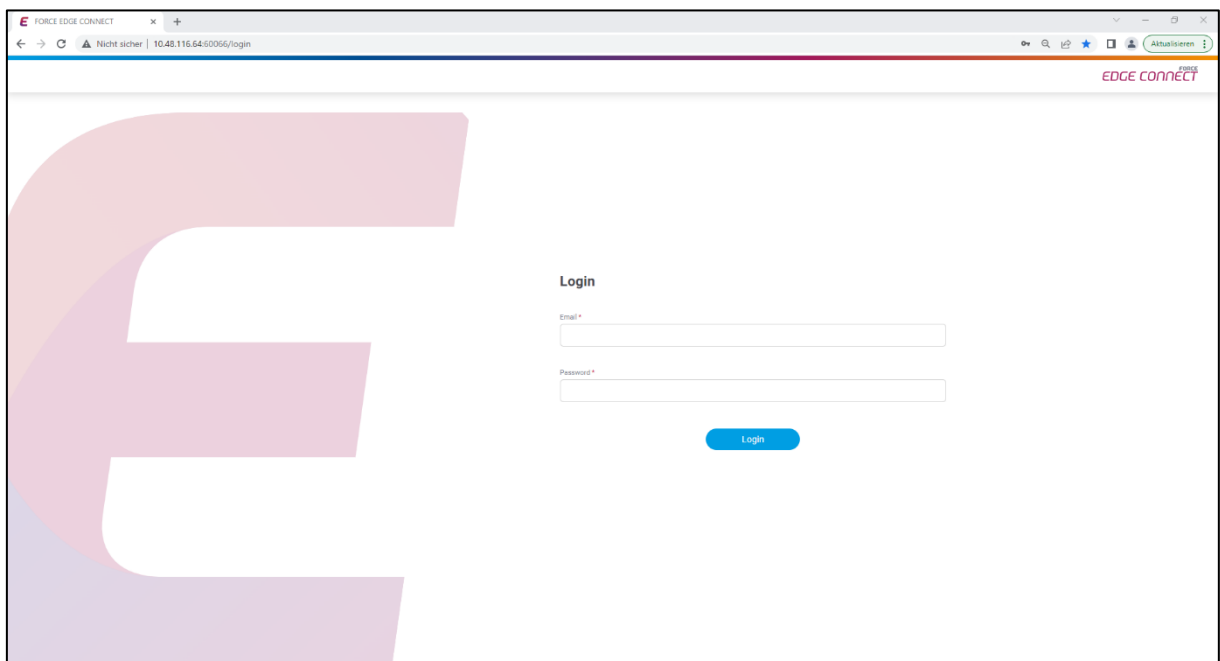 FORCE EDGE CONNECT
Nicht sicher | 10.48.116.64:60066/login
Aktualisieren
FORCE
EDGE CONNECT
Login
Email *
Password *
Login